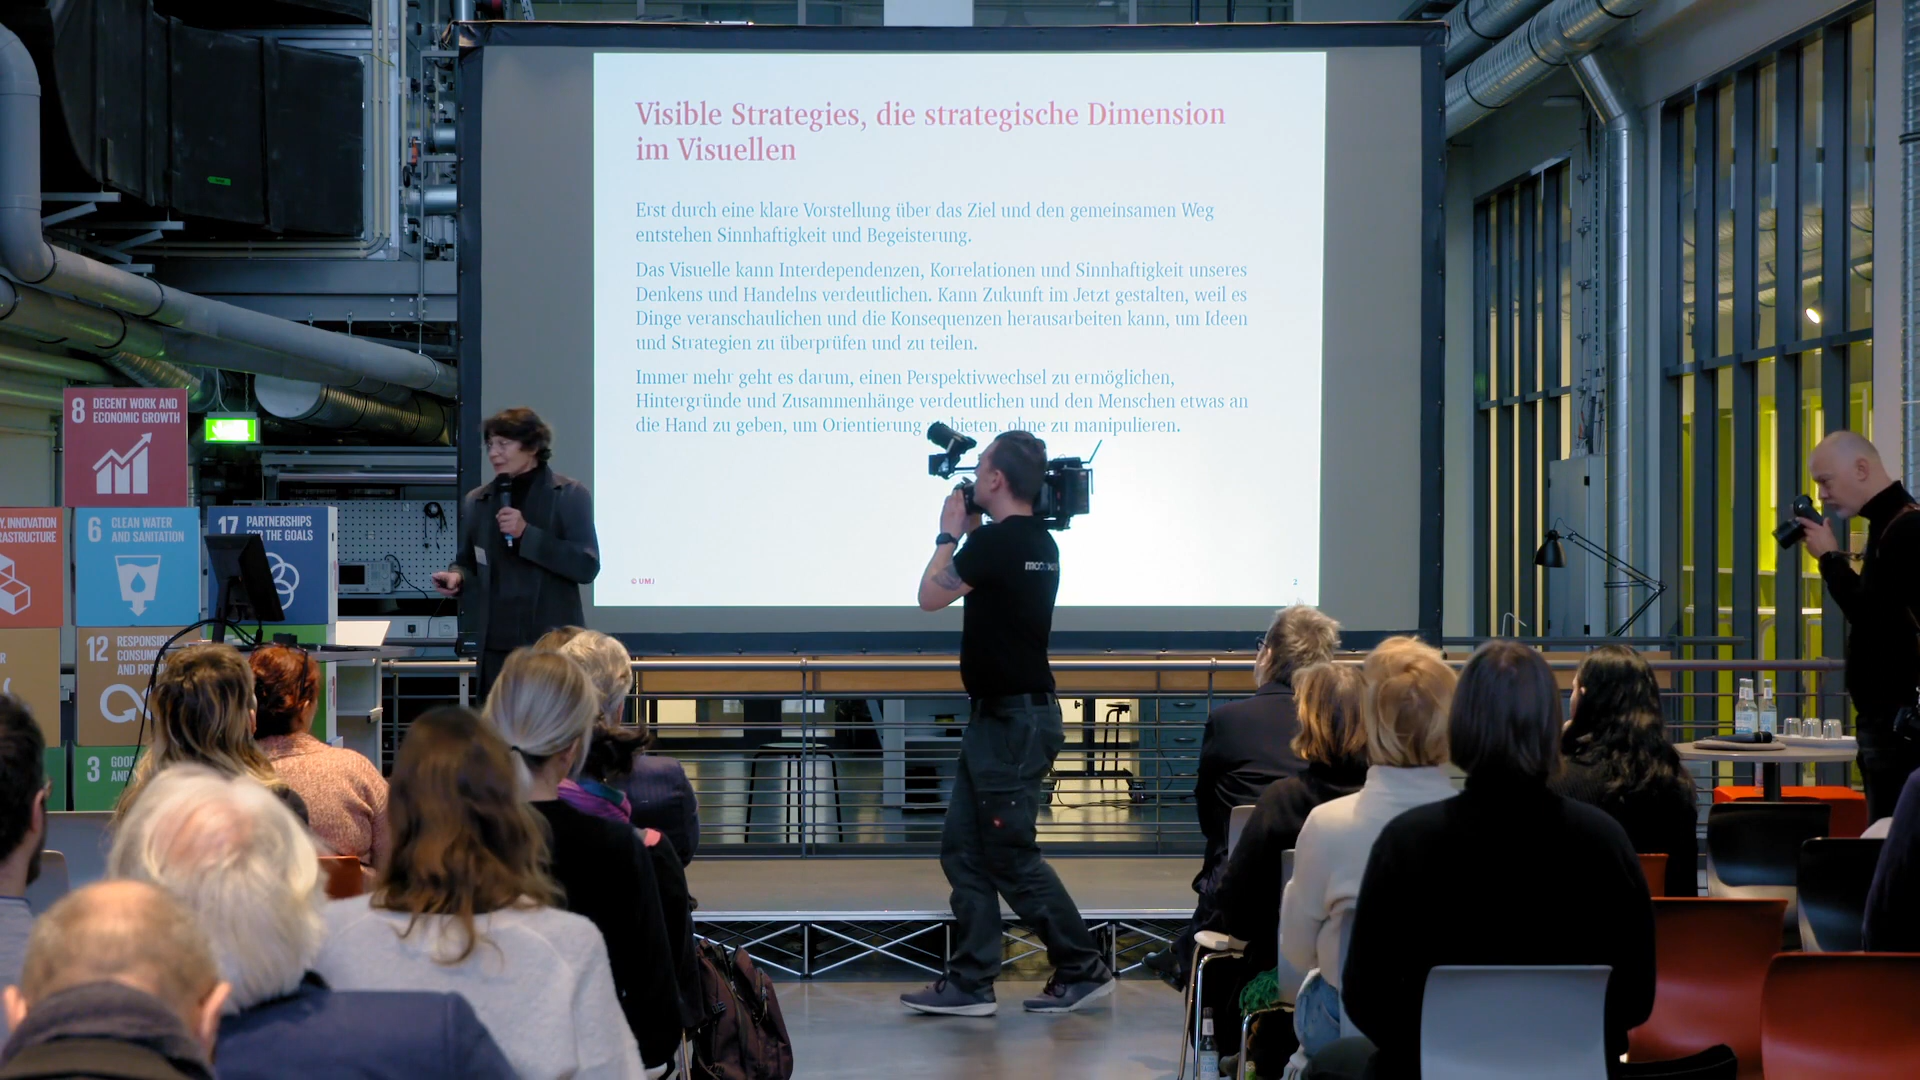 Visible Strategies, die strategische Dimension
im Visuellen
Erst durch eine klare Vorstellung über das Ziel und den gemeinsamen Weg
entstehen Sinnhaftigkeit und Begeisterung.
Das Visuelle kann Interdependenzen, Korrelationen und Sinnhaftigkeit unseres
Denkens und Handelns verdeutlichen. Kann Zukunft im Jetzt gestalten, weil es
Dinge veranschaulichen und die Konsequenzen herausarbeiten kann, um Ideen
und Strategien zu überprüfen und zu teilen.
Immer mehr geht es darum, einen Perspektivwechsel zu ermöglichen,
Hintergründe und Zusammenhänge verdeutlichen und den Menschen etwas an
die Hand zu geben, um Orientierung bieten, ohne zu manipulieren.
© UMJ
2
8 DECENT WORK AND
ECONOMIC GROWTH
INNOVATION
6 CLEAN WATER
AND SANITATION
17 PARTNERSHIPS
THE GOALS
12
AND
3